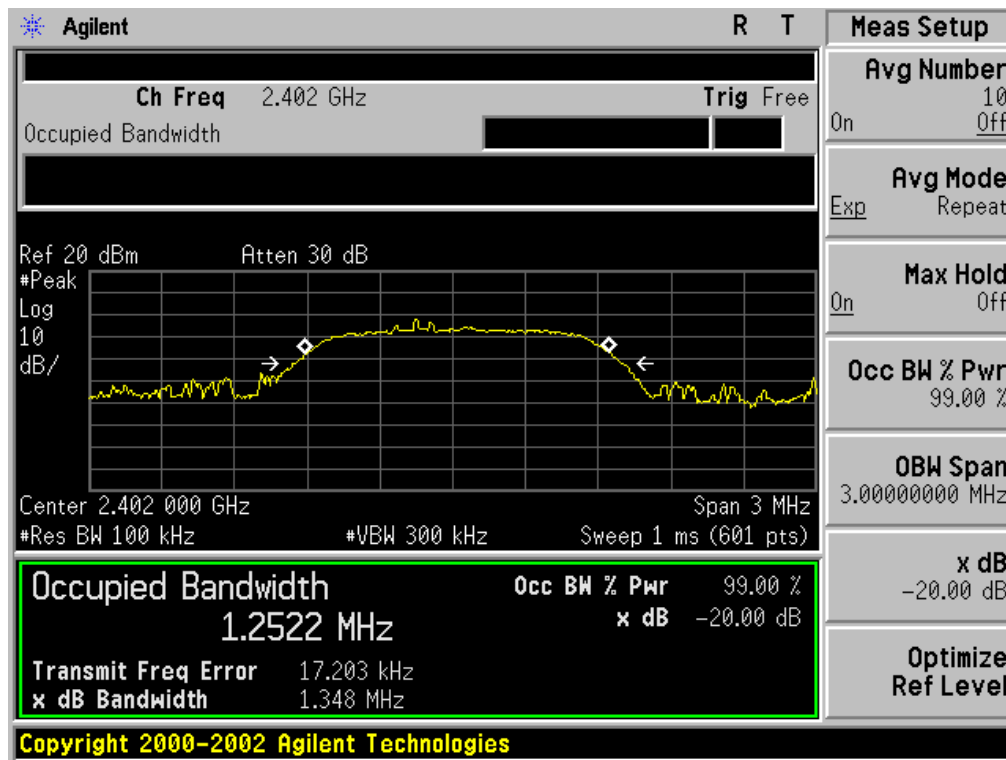 Agilent R T
Ch Freq 2.402 GHz Trig Free
Occupied Bandwidth
Ref 20 dBm Atten 30 dB
#Peak
Log
10
dB/
Center 2.402 000 GHz Span 3 MHz
#Res BW 100 kHz #VBW 300 kHz Sweep 1 ms (601 pts)
Occupied Bandwidth Occ BW % Pwr 99.00 %
1.2522 MHz x dB -20.00 dB
Transmit Freq Error 17.203 kHz
x dB Bandwidth 1.348 MHz
Copyright 2000-2002 Agilent Technologies
Meas Setup
Avg Number
10
On Off
Avg Mode
Exp Repeat
Max Hold
On Off
Occ BW % Pwr
99.00 %
OBW Span
3.00000000 MHz
x dB
-20.00 dB
Optimize
Ref Level